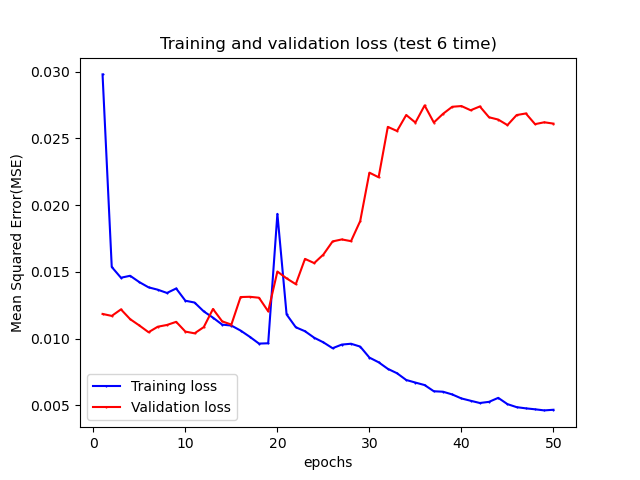 Training and validation loss (test 6 time)
0.030
0.025
0.020
0.015
0.010
0.005
Mean Squared Error(MSE)
Training loss
Validation loss
0
10
20
30
40
50
epochs